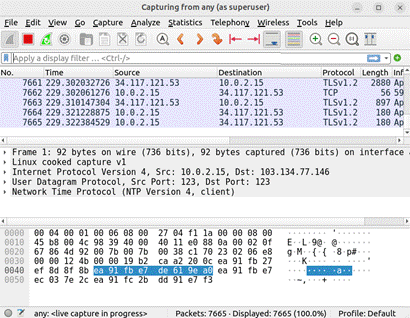 Capturing from any (as superuser)
File Edit View Go Capture Analyze Statistics Telephony Wireless Tools Help
Apply a display filter ... <Ctrl-/>
No. Time Source Destination Protocol Length Inf
7661 229.302032726 34.117.121.53 10.0.2.15 TLSv1.2 2880 Ap
7662 229.302061276 10.0.2.15 34.117.121.53 TCP 56 59
7663 229.310147304 34.117.121.53 10.0.2.15 TLSv1.2 897 Ap
7664 229.321228875 10.0.2.15 34.117.121.53 TLSv1.2 180 Ap
7665 229.322384529 10.0.2.15 34.117.121.53 TLSv1.2 180 Ap
Frame 1: 92 bytes on wire (736 bits), 92 bytes captured (736 bits) on interface
Linux cooked capture v1
Internet Protocol Version 4, Src: 10.0.2.15, Dst: 103.134.77.146
User Datagram Protocol, Src Port: 123, Dst Port: 123
Network Time Protocol (NTP Version 4, client)
0000 00 04 00 01 00 06 08 00 27 04 f1 1a 00 00 08 00
0010 45 b8 00 4c 98 39 40 00 40 11 e0 88 0a 00 02 0f
0020 67 86 4d 92 00 7b 00 7b 00 38 c1 70 23 02 06 e8
0030 00 00 12 4b 00 00 19 b2 ca a2 20 0c ea 91 fb 27
0040 ef 8d 8f 8b ea 91 fb e7 de 61 9e a0 ea 91 fb e7
0050 ec 03 7e 2c ea 91 fc 2b dd 91 e7 f3
any: <live capture in progress> Packets: 7665 · Displayed: 7665 (100.0%) Profile: Default